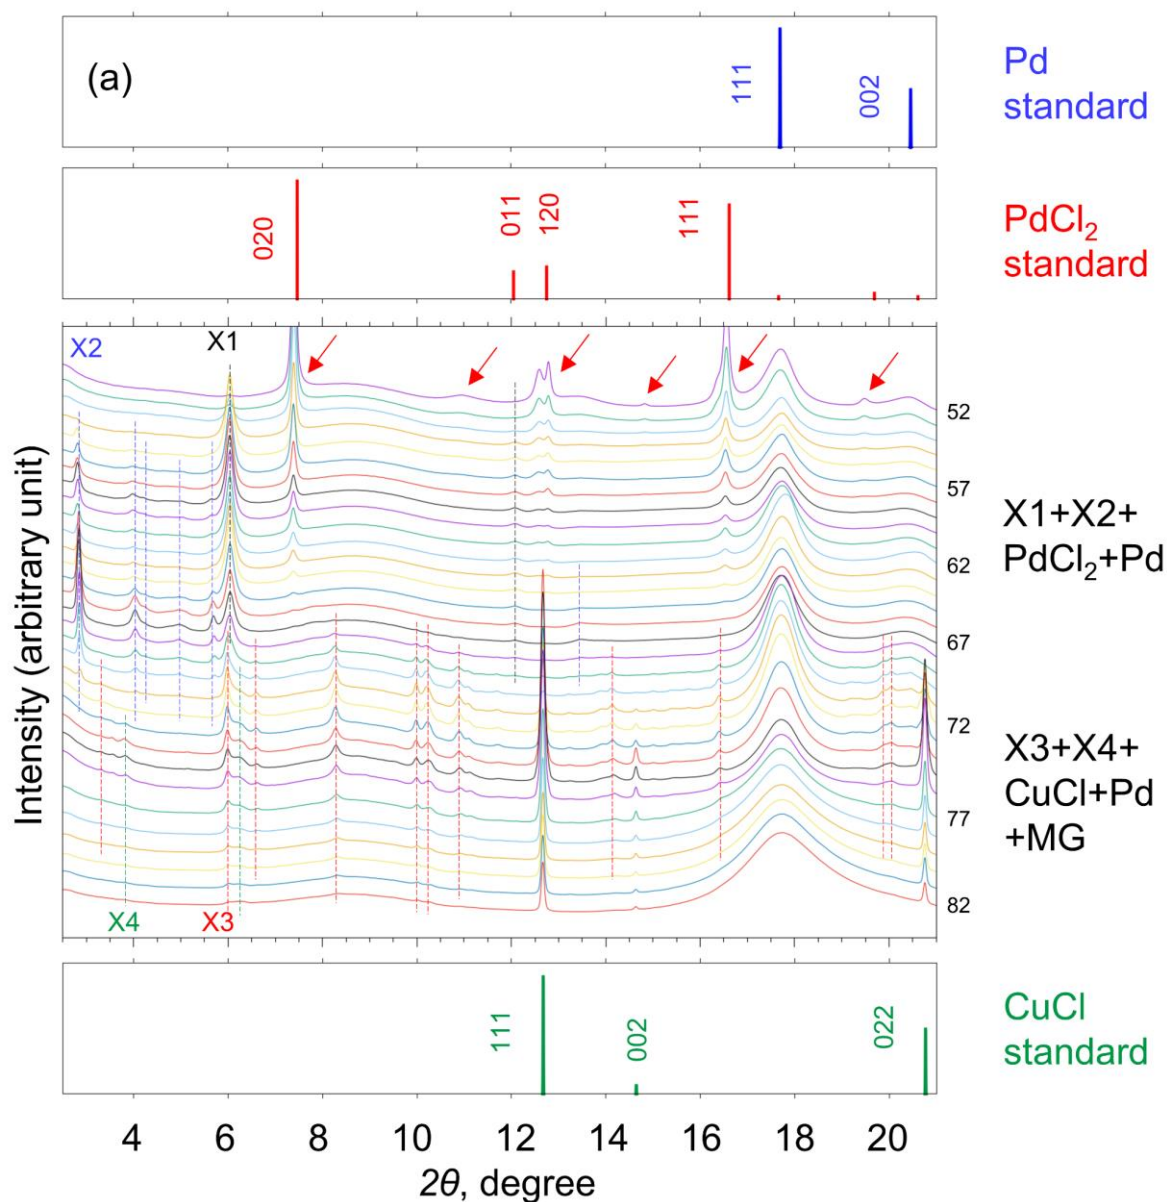 (a)
111
002
Pd
standard
020
011
120
111
PdCl2
standard
X2
X1
52
57
62
67
72
77
82
X1+X2+
PdCl2+Pd
X3+X4+
CuCl+Pd
+MG
X4
X3
Intensity (arbitrary unit)
111
002
022
CuCl
standard
4 6 8 10 12 14 16 18 20
2θ, degree